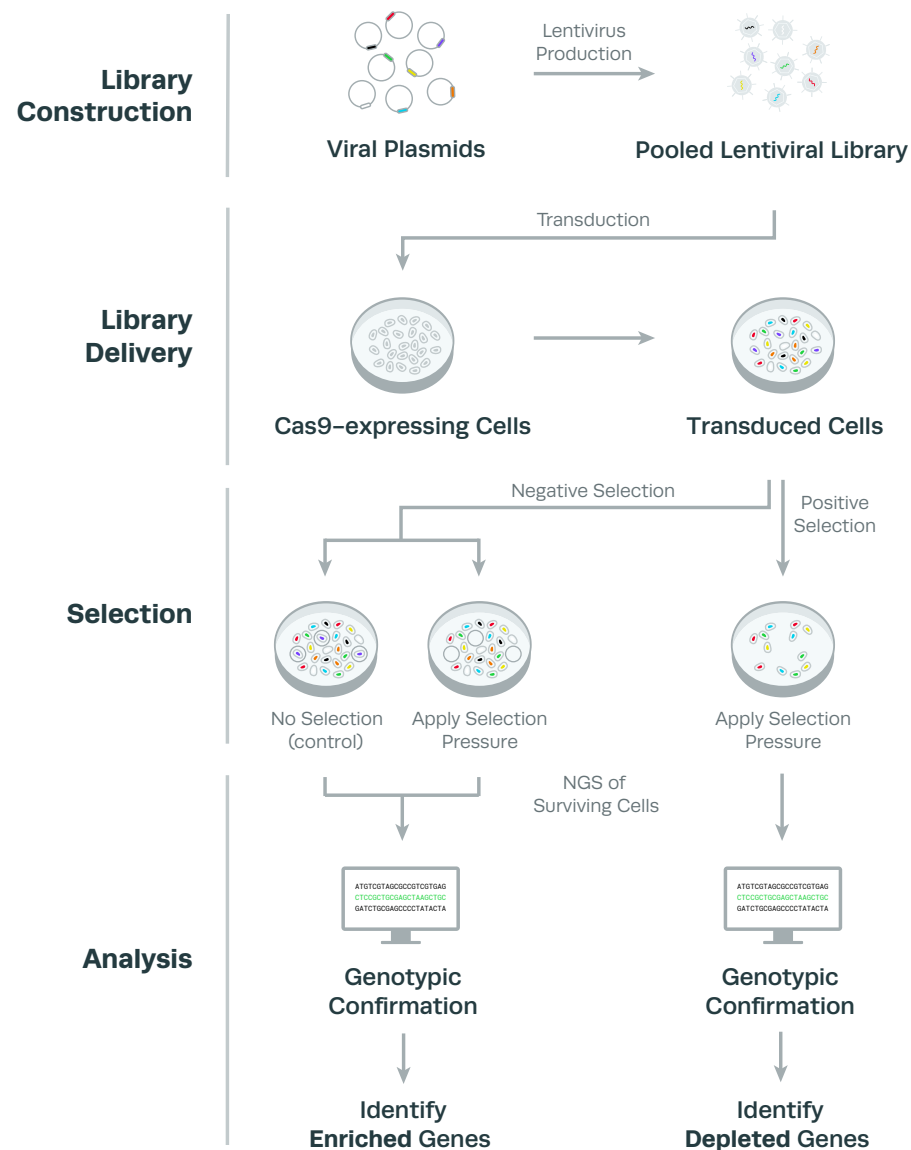 Library
Construction
Lentivirus
Production
Viral Plasmids
Pooled Lentiviral Library
Library
Delivery
Transduction
Cas9-expressing Cells
Transduced Cells
Selection
Negative Selection
Positive
Selection
No Selection
(control)
Apply Selection
Pressure
Apply Selection
Pressure
Analysis
NGS of
Surviving Cells
ATGTCGTAGCGCCGTCGTGAG
CTCCGCTGCGAGCTAAGCTGC
GATCTGCGAGCCCCTATACTA
ATGTCGTAGCGCCGTCGTGAG
CTCCGCTGCGAGCTAAGCTGC
GATCTGCGAGCCCCTATACTA
Genotypic
Confirmation
Genotypic
Confirmation
Identify
Enriched Genes
Identify
Depleted Genes